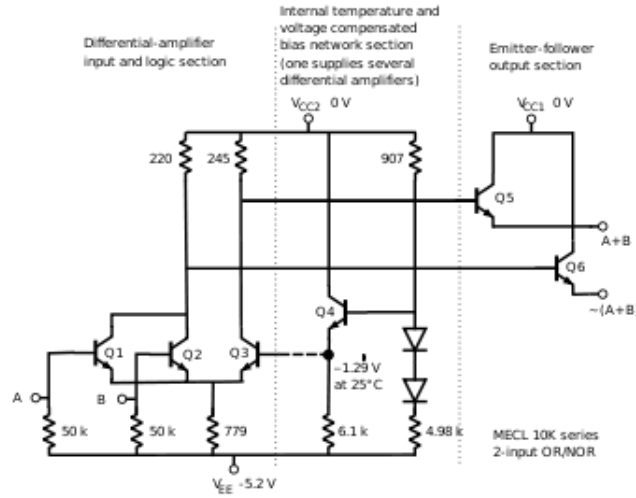 Differential-amplifier
input and logic section
Internal temperature and
voltage compensated
bias network section
(one supplies several
differential amplifiers)
Emitter-follower
output section
VCC2 0 V
VCC1 0 V
220
245
907
Q5
A+B
Q6
~(A+B
Q4
Q1
Q2
Q3
–1.29 V
at 25°C
A
B
50 k
50 k
779
6.1 k
4.98 k
MECL 10K series
2-input OR/NOR
VEE -5.2 V